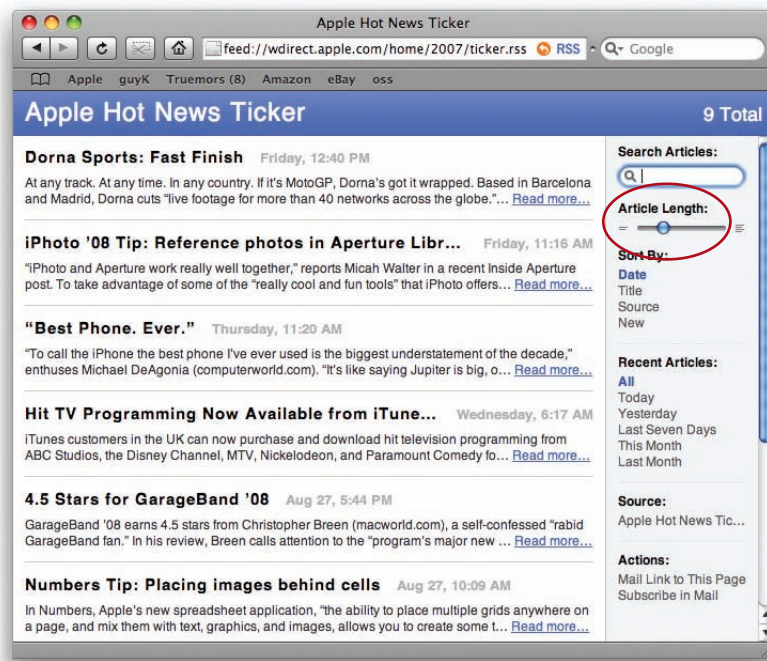 Apple Hot News Ticker
feed://wdirect.apple.com/home/2007/ticker.rss RSS Google
Apple guyK Truemors (8) Amazon eBay oss
Apple Hot News Ticker 9 Total
Dorna Sports: Fast Finish Friday, 12:40 PM
At any track. At any time. In any country. If it's MotoGP, Dorna's got it wrapped. Based in Barcelona
and Madrid, Dorna cuts "live footage for more than 40 networks across the globe."... Read more...
iPhoto '08 Tip: Reference photos in Aperture Libr... Friday, 11:16 AM
“iPhoto and Aperture work really well together,” reports Micah Walter in a recent Inside Aperture
post. To take advantage of some of the “really cool and fun tools” that iPhoto offers... Read more...
“Best Phone. Ever.” Thursday, 11:20 AM
“To call the iPhone the best phone I've ever used is the biggest understatement of the decade,”
enthuses Michael DeAgonia (computerworld.com). “It's like saying Jupiter is big, o... Read more...
Hit TV Programming Now Available from iTune... Wednesday, 6:17 AM
iTunes customers in the UK can now purchase and download hit television programming from
ABC Studios, the Disney Channel, MTV, Nickelodeon, and Paramount Comedy fo... Read more...
4.5 Stars for GarageBand '08 Aug 27, 5:44 PM
GarageBand '08 earns 4.5 stars from Christopher Breen (macworld.com), a self-confessed “rabid
GarageBand fan.” In his review, Breen calls attention to the “program's major new ... Read more...
Numbers Tip: Placing images behind cells Aug 27, 10:09 AM
In Numbers, Apple's new spreadsheet application, “the ability to place multiple grids anywhere on
a page, and mix them with text, graphics, and images, allows you to create some t... Read more...
Search Articles:
Article Length:
Sort By:
Date
Title
Source
New
Recent Articles:
All
Today
Yesterday
Last Seven Days
This Month
Last Month
Source:
Apple Hot News Tic...
Actions:
Mail Link to This Page
Subscribe in Mail